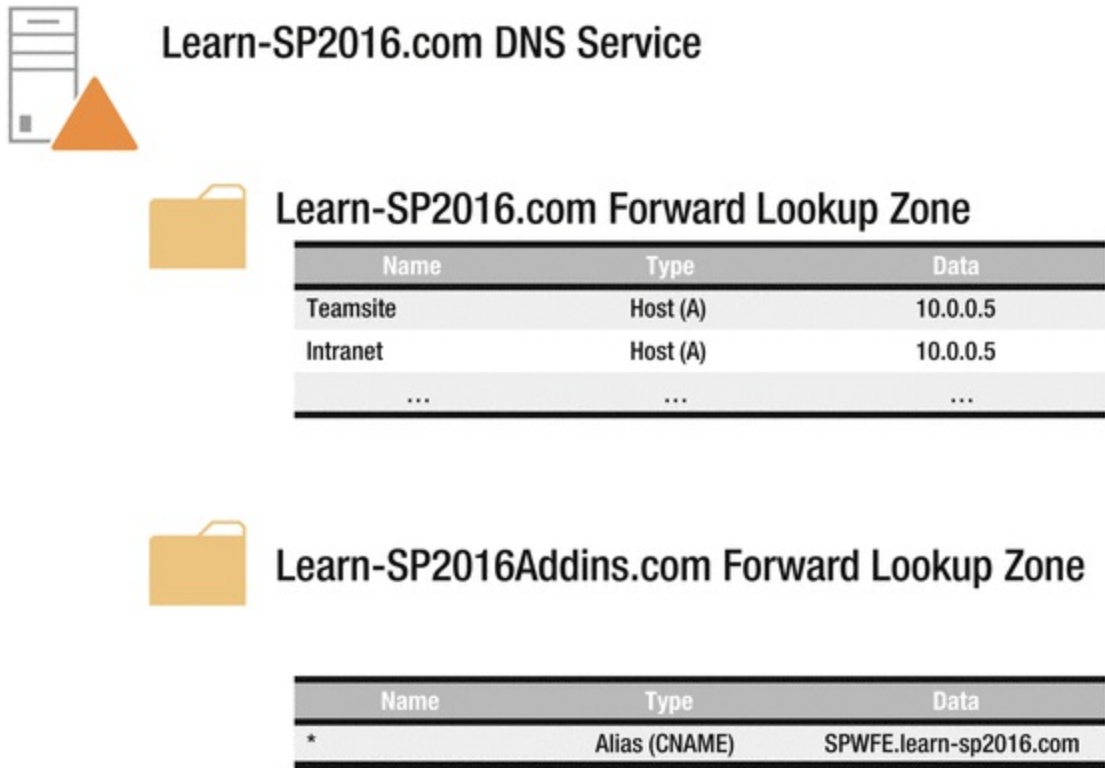 Learn-SP2016.com DNS Service
Learn-SP2016.com Forward Lookup Zone
Name Type Data
Teamsite Host (A) 10.0.0.5
Intranet Host (A) 10.0.0.5
... ... ...
Learn-SP2016Addins.com Forward Lookup Zone
Name Type Data
* Alias (CNAME) SPWFE.learn-sp2016.com